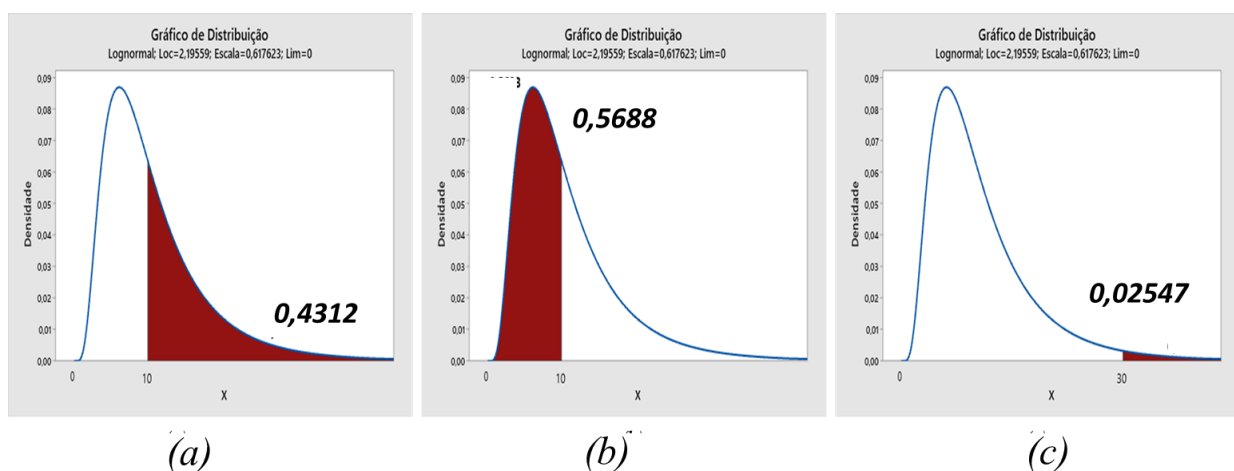 Gráfico de Distribuição
Lognormal; Loc=2,19559; Escala=0,617623; Lim=0
0,09
0,08
0,07
0,06
0,05
0,04
0,03
0,02
0,01
0,00
Densidade
0,4312
0
10
X
(a)
Gráfico de Distribuição
Lognormal; Loc=2,19559; Escala=0,617623; Lim=0
0,09
0,08
0,07
0,06
0,05
0,04
0,03
0,02
0,01
0,00
Densidade
0,5688
0
10
X
(b)
Gráfico de Distribuição
Lognormal; Loc=2,19559; Escala=0,617623; Lim=0
0,09
0,08
0,07
0,06
0,05
0,04
0,03
0,02
0,01
0,00
Densidade
0,02547
0
30
X
(c)